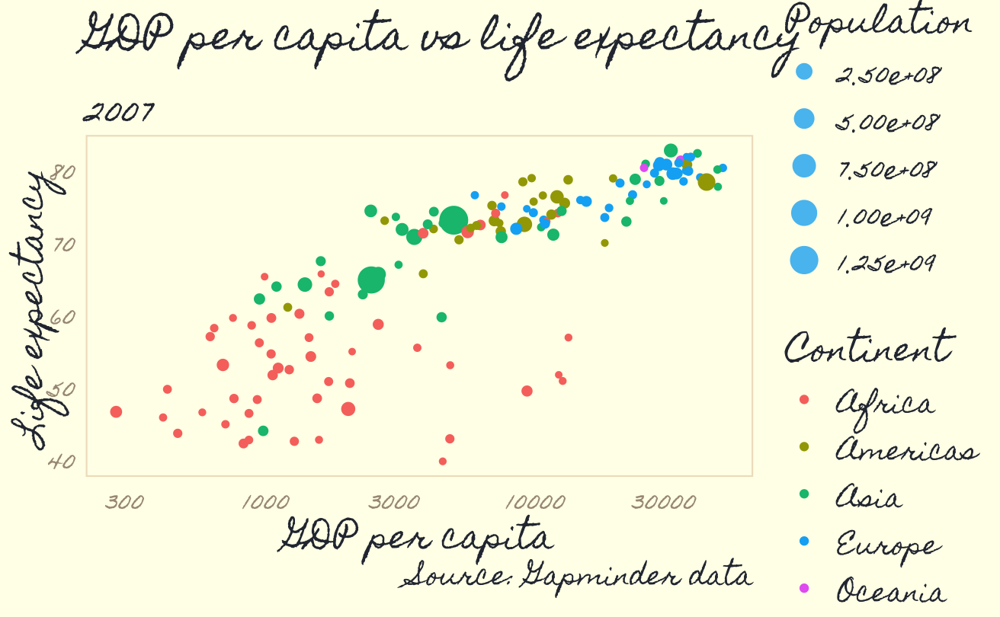 GDP per capita vs life expectancy
2007
Population
2.50e+08
5.00e+08
7.50e+08
1.00e+09
1.25e+09
Continent
Africa
Americas
Asia
Europe
Oceania
Life expectancy
80
70
60
50
40
300 1000 3000 10000 30000
GDP per capita
Source: Gapminder data